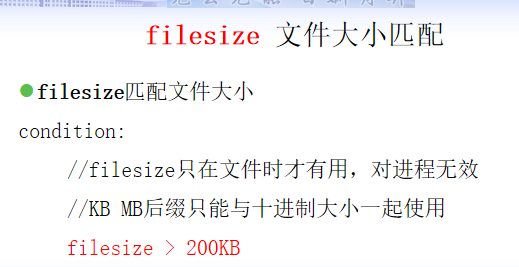 filesize 文件大小匹配
filesize匹配文件大小
condition:
//filesize只在文件时才有用，对进程无效
//KB MB后缀只能与十进制大小一起使用
filesize > 200KB